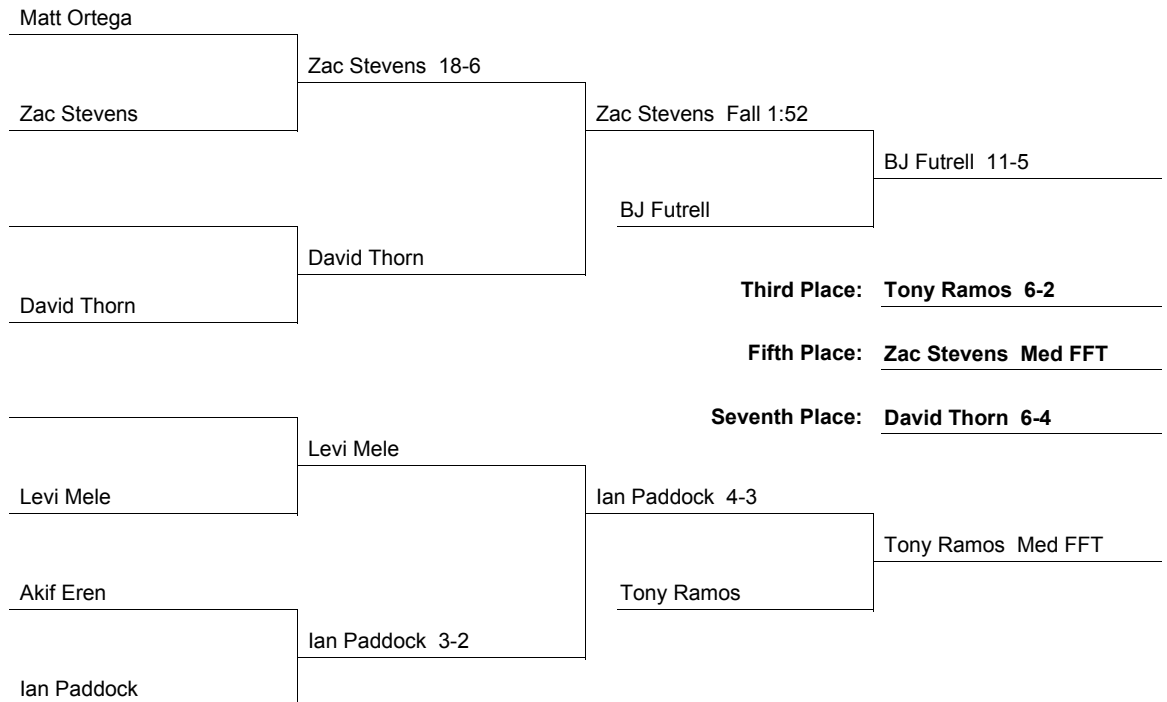 Matt Ortega
Zac Stevens 18-6
Zac Stevens
Zac Stevens Fall 1:52
BJ Futrell 11-5
BJ Futrell
David Thorn
David Thorn
Third Place: Tony Ramos 6-2
Fifth Place: Zac Stevens Med FFT
Seventh Place: David Thorn 6-4
Levi Mele
Levi Mele
Ian Paddock 4-3
Tony Ramos Med FFT
Akif Eren
Tony Ramos
Ian Paddock 3-2
Ian Paddock